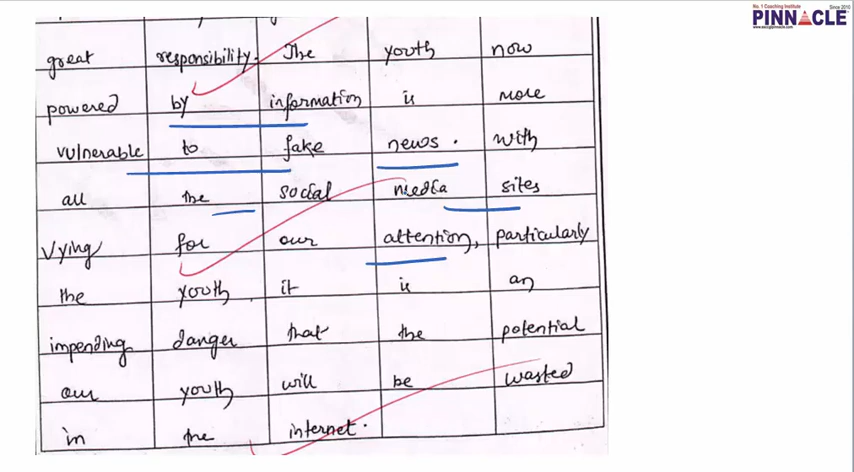 No. 1 Coaching Institute Since 2010
PINNACLE
great responsibility. The youth now
powered by information is more
vulnerable to fake news. with
all the social media sites
vying for our attention, particularly
the youth, it is an
impending danger that the potential
our youth will be wasted
in the internet.